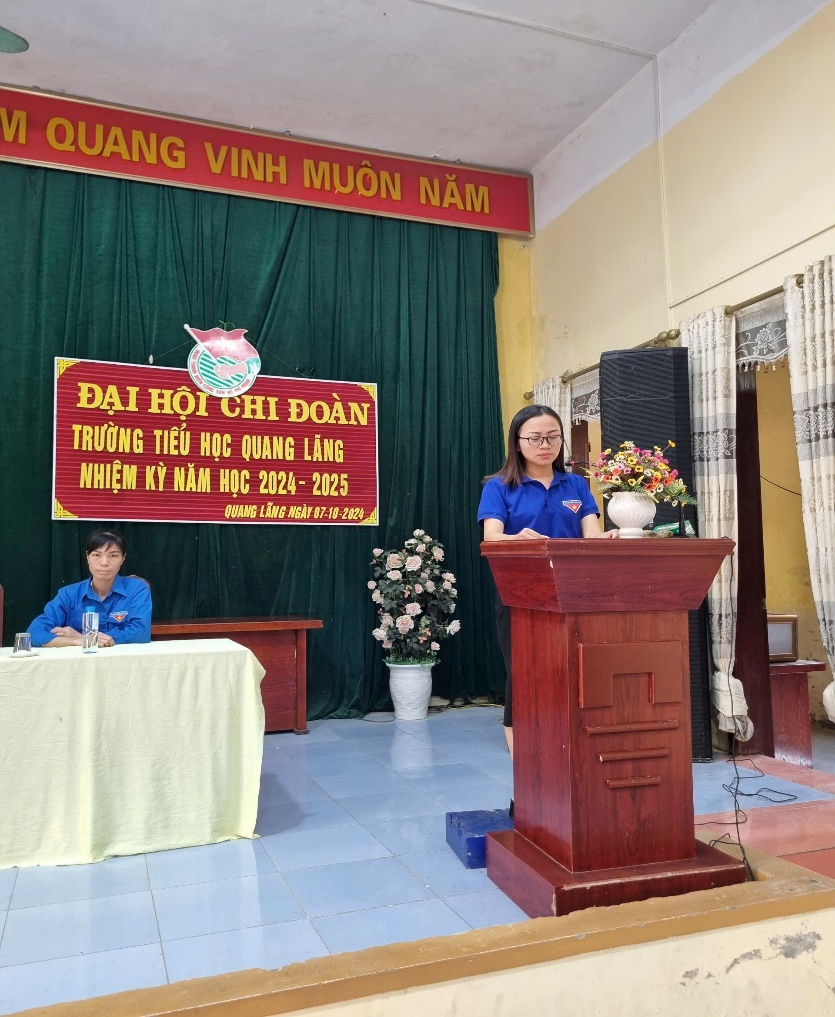 M QUANG VINH MUÔN NĂM
ĐẠI HỘI CHI ĐOÀN
TRƯỜNG TIỂU HỌC QUANG LÃNG
NHIỆM KỲ NĂM HỌC 2024 - 2025
QUANG LÃNG NGÀY 07-10-2024